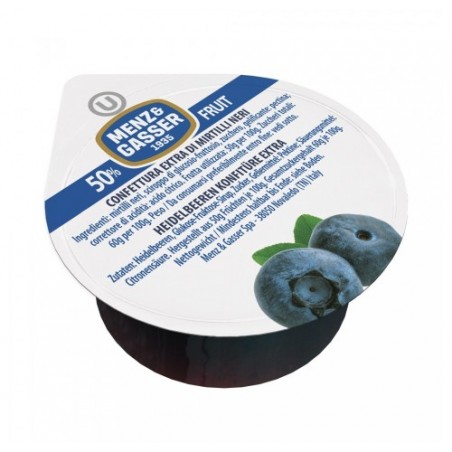 U
MENZ&
GASSER
1935
50% FRUIT
CONFETTURA EXTRA DI MIRTILLI NERI
Ingredienti: mirtilli neri, sciroppo di glucosio-fruttosio, zucchero, gelificante: pectina;
correttore di acidità: acido citrico. Frutta utilizzata: 50g per 100g. Zuccheri totali:
60g per 100g. Peso / Da consumarsi preferibilmente entro fine: vedi sotto.
HEIDELBEEREN KONFITÜRE EXTRA
Zutaten: Heidelbeeren, Glukose-Fruktose-Sirup, Zucker, Geliermittel: Pektine; Säuerungsmittel:
Citronensäure. Hergestellt aus 50g Früchten je 100g. Gesamtzuckergehalt 60g je 100g.
Nettogewicht / Mindestens haltbar bis Ende: siehe Boden.
Menz & Gasser Spa - 38050 Novaledo (TN) Italy